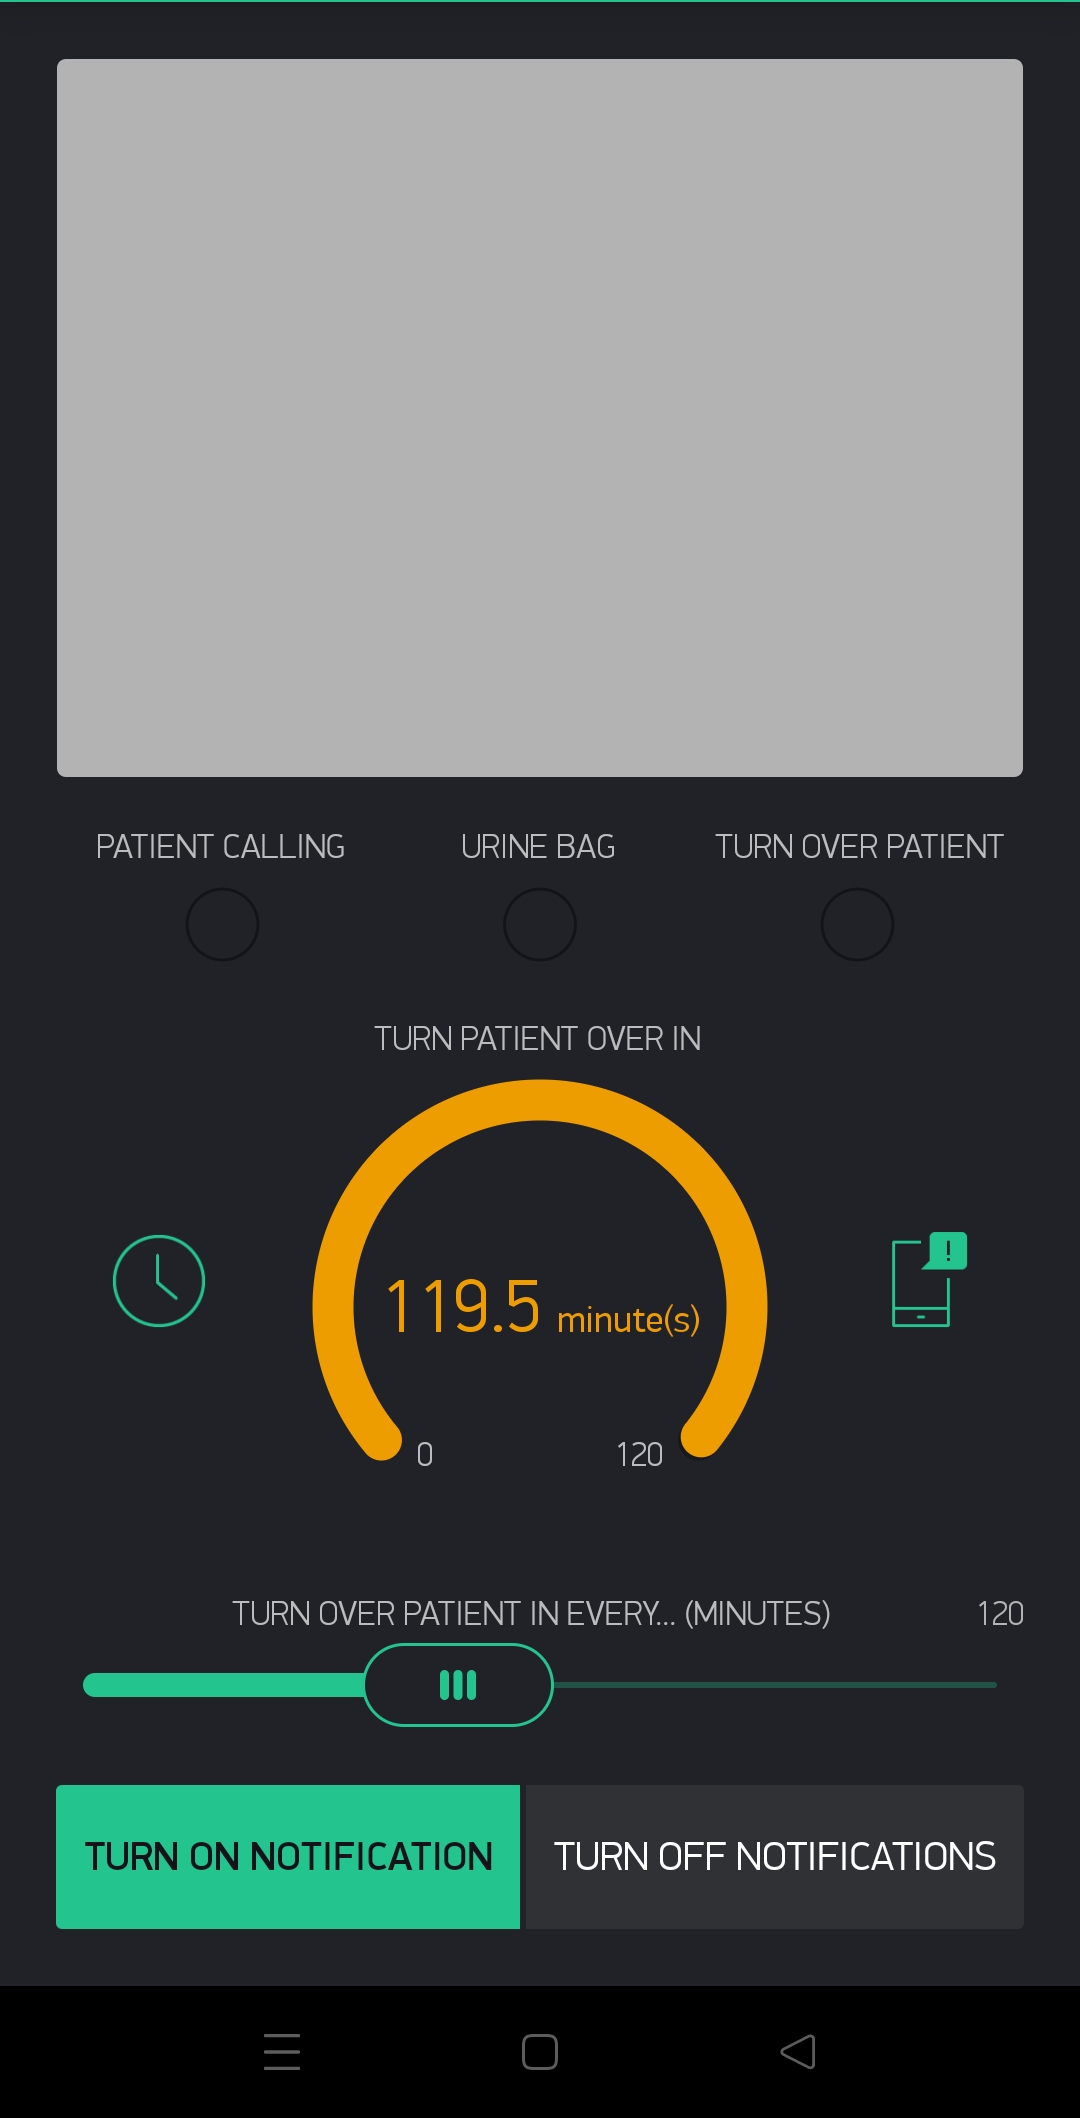 PATIENT CALLING
URINE BAG
TURN OVER PATIENT
TURN PATIENT OVER IN
!
119.5 minute(s)
0
120
TURN OVER PATIENT IN EVERY... (MINUTES)
120
TURN ON NOTIFICATION
TURN OFF NOTIFICATIONS